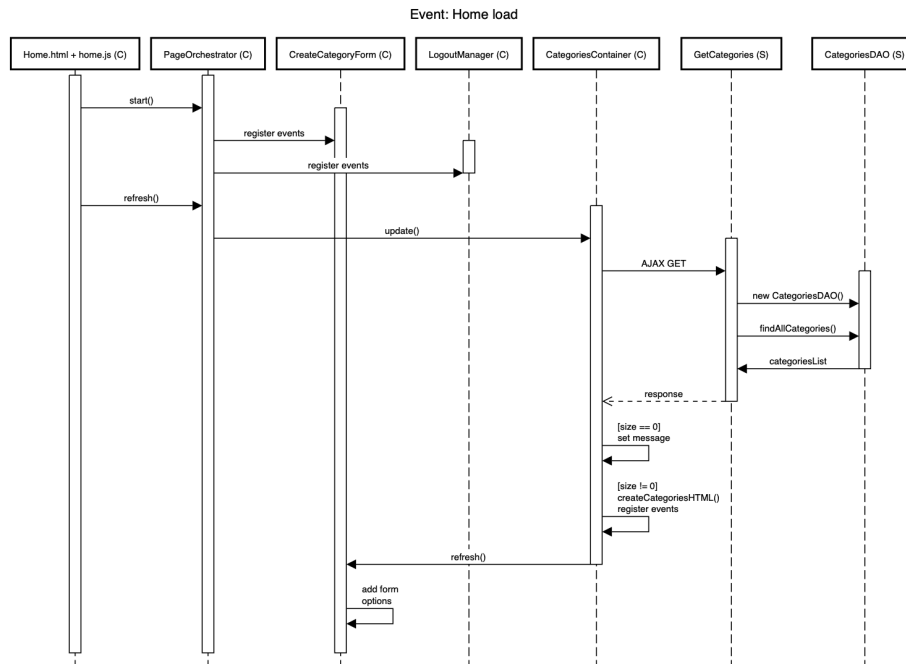 Event: Home load
Home.html + home.js (C)
PageOrchestrator (C)
CreateCategoryForm (C)
LogoutManager (C)
CategoriesContainer (C)
GetCategories (S)
CategoriesDAO (S)
start()
register events
register events
refresh()
update()
AJAX GET
new CategoriesDAO()
findAllCategories()
categoriesList
response
[size == 0]
set message
[size != 0]
createCategoriesHTML()
register events
refresh()
add form
options